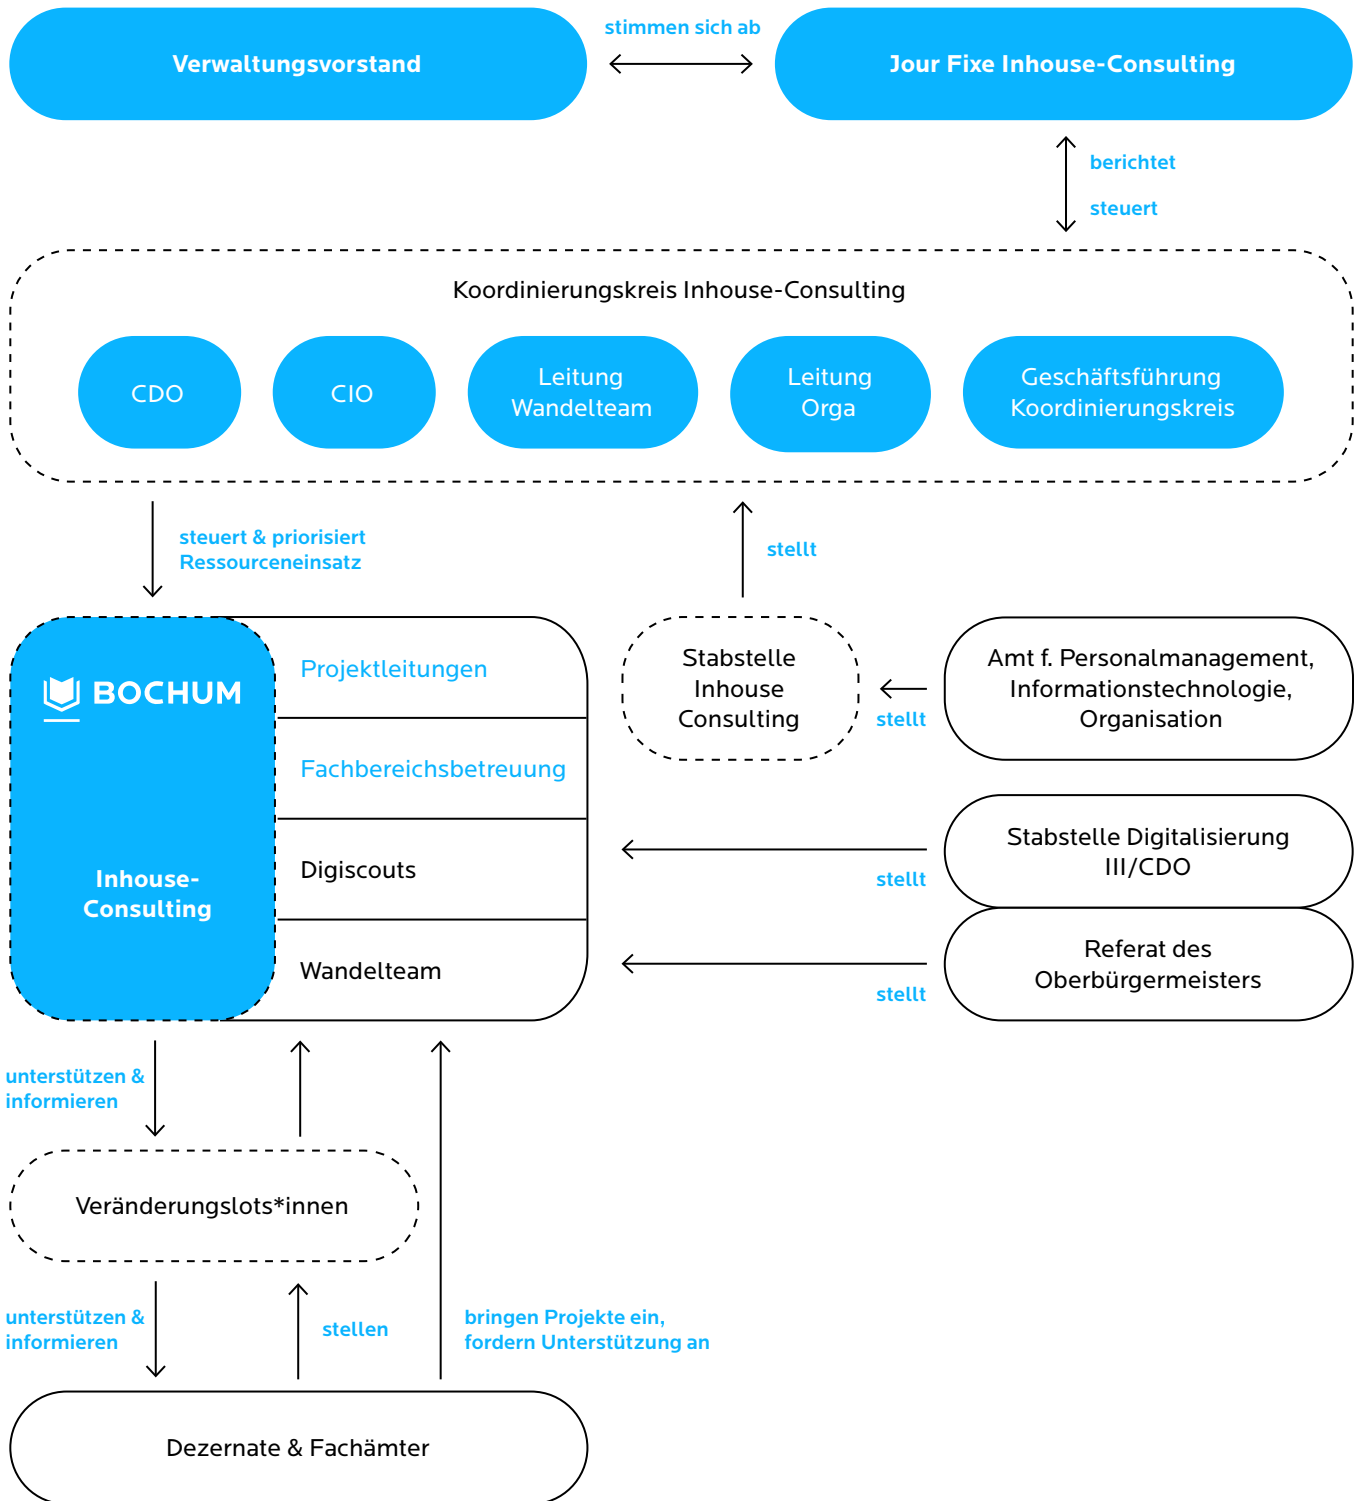 Verwaltungsvorstand
stimmen sich ab
Jour Fixe Inhouse-Consulting
berichtet
steuert
Koordinierungskreis Inhouse-Consulting
CDO
CIO
Leitung
Wandelteam
Leitung
Orga
Geschäftsführung
Koordinierungskreis
steuert & priorisiert
Ressourceneinsatz
stellt
BOCHUM
Inhouse-
Consulting
Projektleitungen
Fachbereichsbetreuung
Digiscouts
Wandelteam
Stabstelle
Inhouse
Consulting
stellt
Amt f. Personalmanagement,
Informationstechnologie,
Organisation
stellt
Stabstelle Digitalisierung
III/CDO
stellt
Referat des
Oberbürgermeisters
unterstützen &
informieren
Veränderungslots*innen
unterstützen &
informieren
stellen
bringen Projekte ein,
fordern Unterstützung an
Dezernate & Fachämter